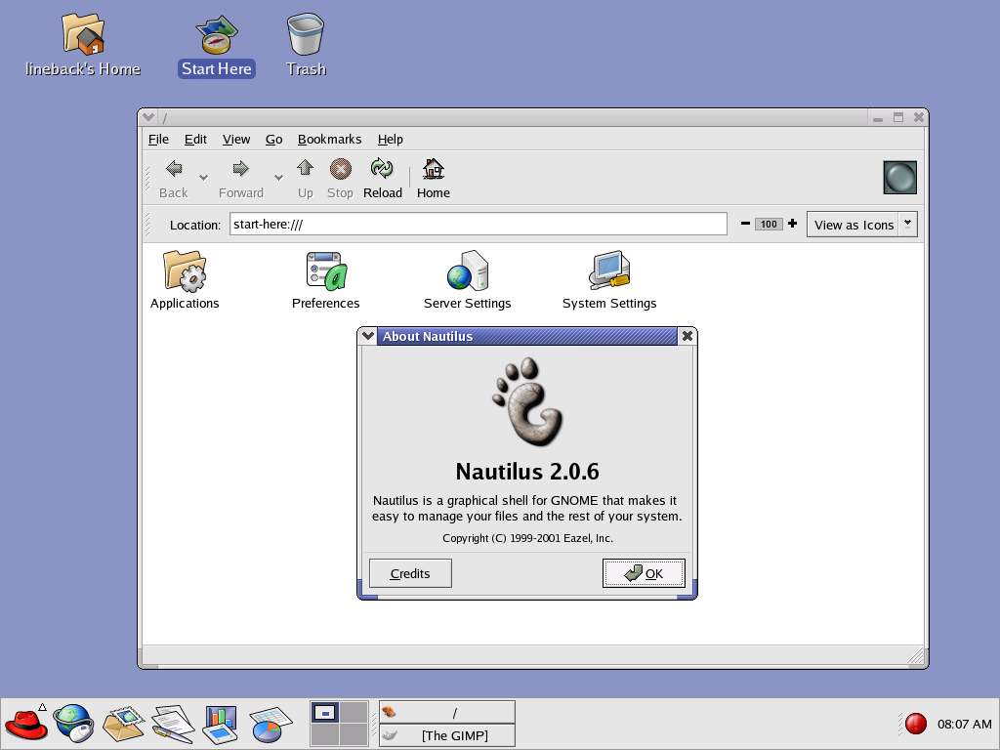 lineback's Home
Start Here
Trash
/
File Edit View Go Bookmarks Help
Back Forward Up Stop Reload Home
Location: start-here:/// 100 View as Icons
Applications Preferences Server Settings System Settings
About Nautilus
Nautilus 2.0.6
Nautilus is a graphical shell for GNOME that makes it
easy to manage your files and the rest of your system.
Copyright (C) 1999-2001 Eazel, Inc.
Credits OK
/
[The GIMP]
08:07 AM